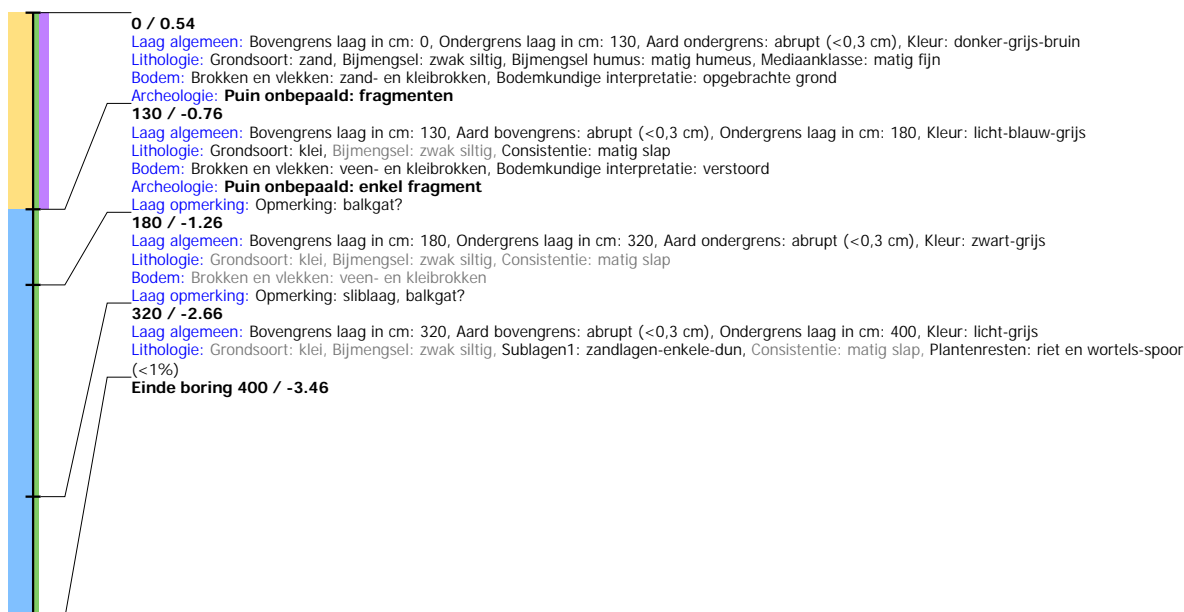 0 / 0.54
Laag algemeen: Bovengrens laag in cm: 0, Ondergrens laag in cm: 130, Aard ondergrens: abrupt (<0,3 cm), Kleur: donker-grijs-bruin
Lithologie: Grondsoort: zand, Bijmengsel: zwak siltig, Bijmengsel humus: matig humeus, Mediaanklasse: matig fijn
Bodem: Brokken en vlekken: zand- en kleibrokken, Bodemkundige interpretatie: opgebrachte grond
Archeologie: Puin onbepaald: fragmenten
130 / -0.76
Laag algemeen: Bovengrens laag in cm: 130, Aard bovengrens: abrupt (<0,3 cm), Ondergrens laag in cm: 180, Kleur: licht-blauw-grijs
Lithologie: Grondsoort: klei, Bijmengsel: zwak siltig, Consistentie: matig slap
Bodem: Brokken en vlekken: veen- en kleibrokken, Bodemkundige interpretatie: verstoord
Archeologie: Puin onbepaald: enkel fragment
Laag opmerking: Opmerking: balkgat?
180 / -1.26
Laag algemeen: Bovengrens laag in cm: 180, Ondergrens laag in cm: 320, Aard ondergrens: abrupt (<0,3 cm), Kleur: zwart-grijs
Lithologie: Grondsoort: klei, Bijmengsel: zwak siltig, Consistentie: matig slap
Bodem: Brokken en vlekken: veen- en kleibrokken
Laag opmerking: Opmerking: sliblaag, balkgat?
320 / -2.66
Laag algemeen: Bovengrens laag in cm: 320, Aard bovengrens: abrupt (<0,3 cm), Ondergrens laag in cm: 400, Kleur: licht-grijs
Lithologie: Grondsoort: klei, Bijmengsel: zwak siltig, Sublagen1: zandlagen-enkele-dun, Consistentie: matig slap, Plantenresten: riet en wortels-spoor
(<1%)
Einde boring 400 / -3.46